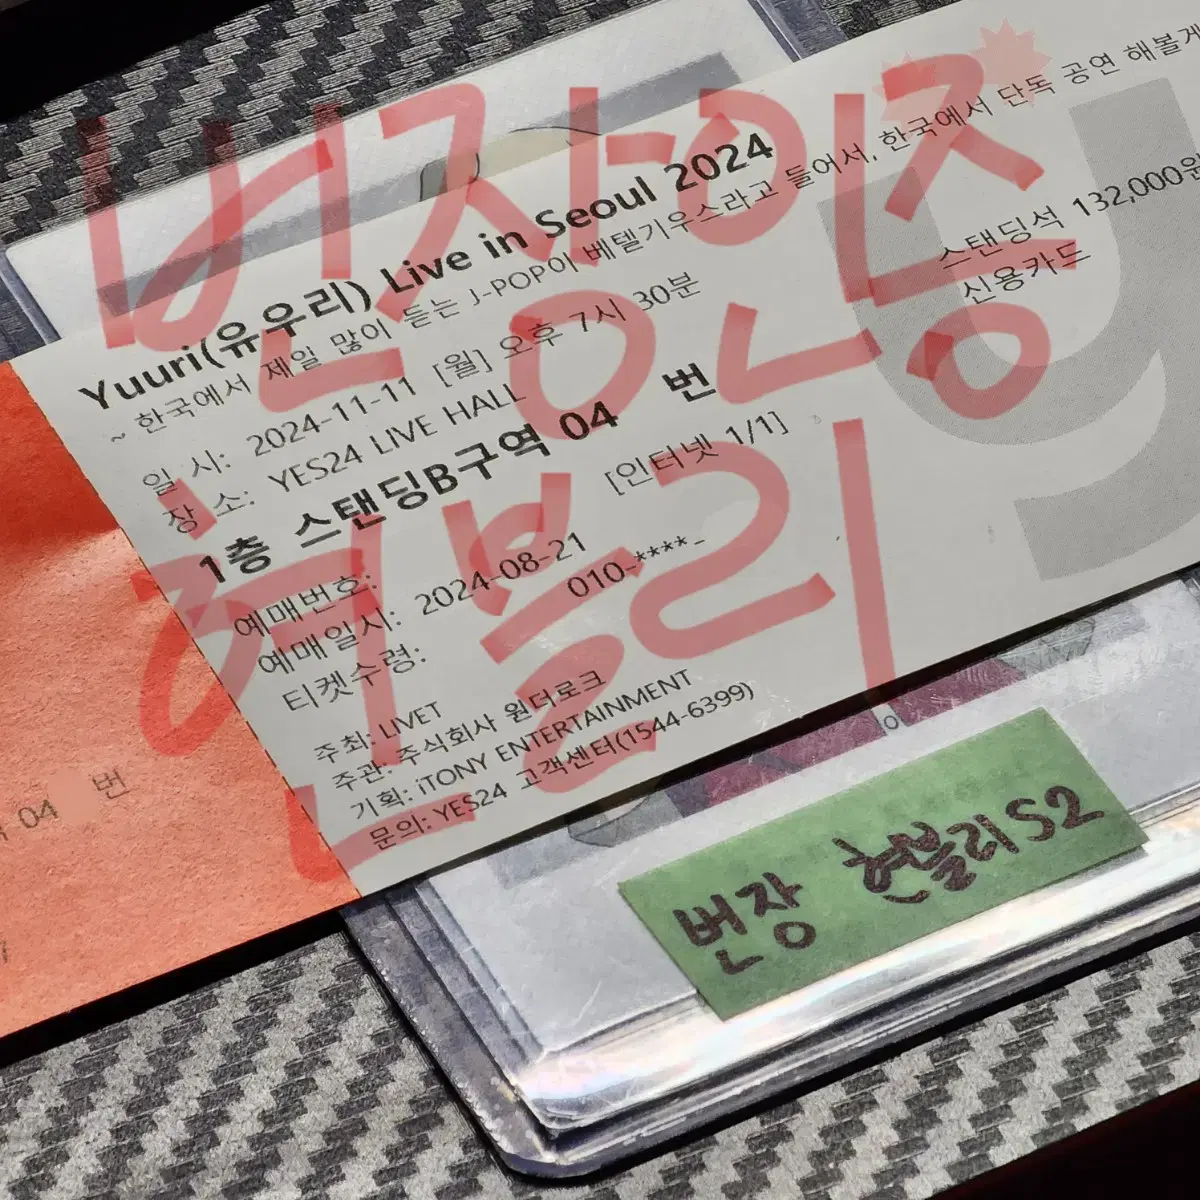 Yuuri(유우리) Live in Seoul 2024
~ 한국에서 제일 많이 듣는 J-POP이 베텔기우스라고 들어서, 한국에서 단독 공연 해볼게
일 시: 2024-11-11 [월] 오후 7시 30분
장 소: YES24 LIVE HALL
스탠딩석 132,000원
신용카드
1층 스탠딩B구역 04 번
예매번호: [인터넷 1/1]
예매일시: 2024-08-21
티켓수령: 010-****-
주최: LIVET
주관: 주식회사 원더로크
기획: iTONY ENTERTAINMENT
문의: YES24 고객센터(1544-6399)
04 번
번장인증
현블리
번장 현블리S2